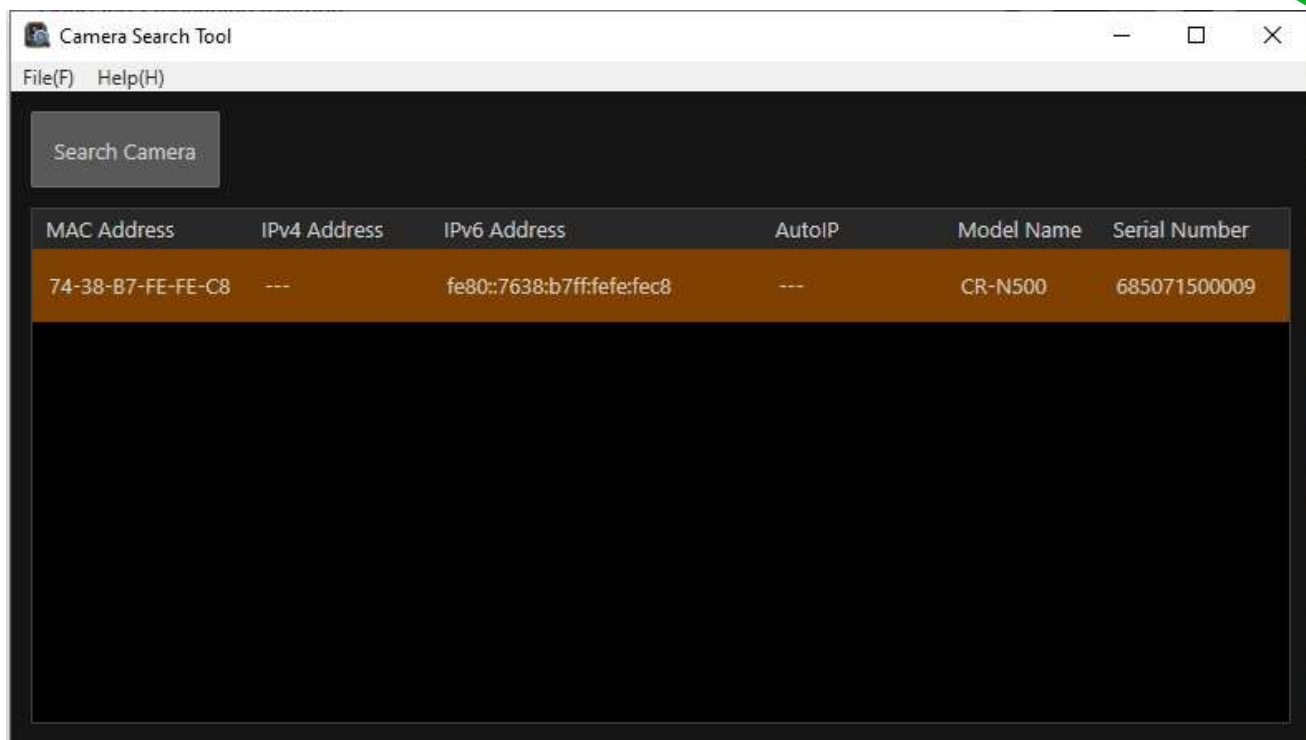 Camera Search Tool
File(F) Help(H)
Search Camera
MAC Address IPv4 Address IPv6 Address AutoIP Model Name Serial Number
74-38-B7-FE-FE-C8 --- fe80::7638:b7ff:fefe:fec8 --- CR-N500 685071500009